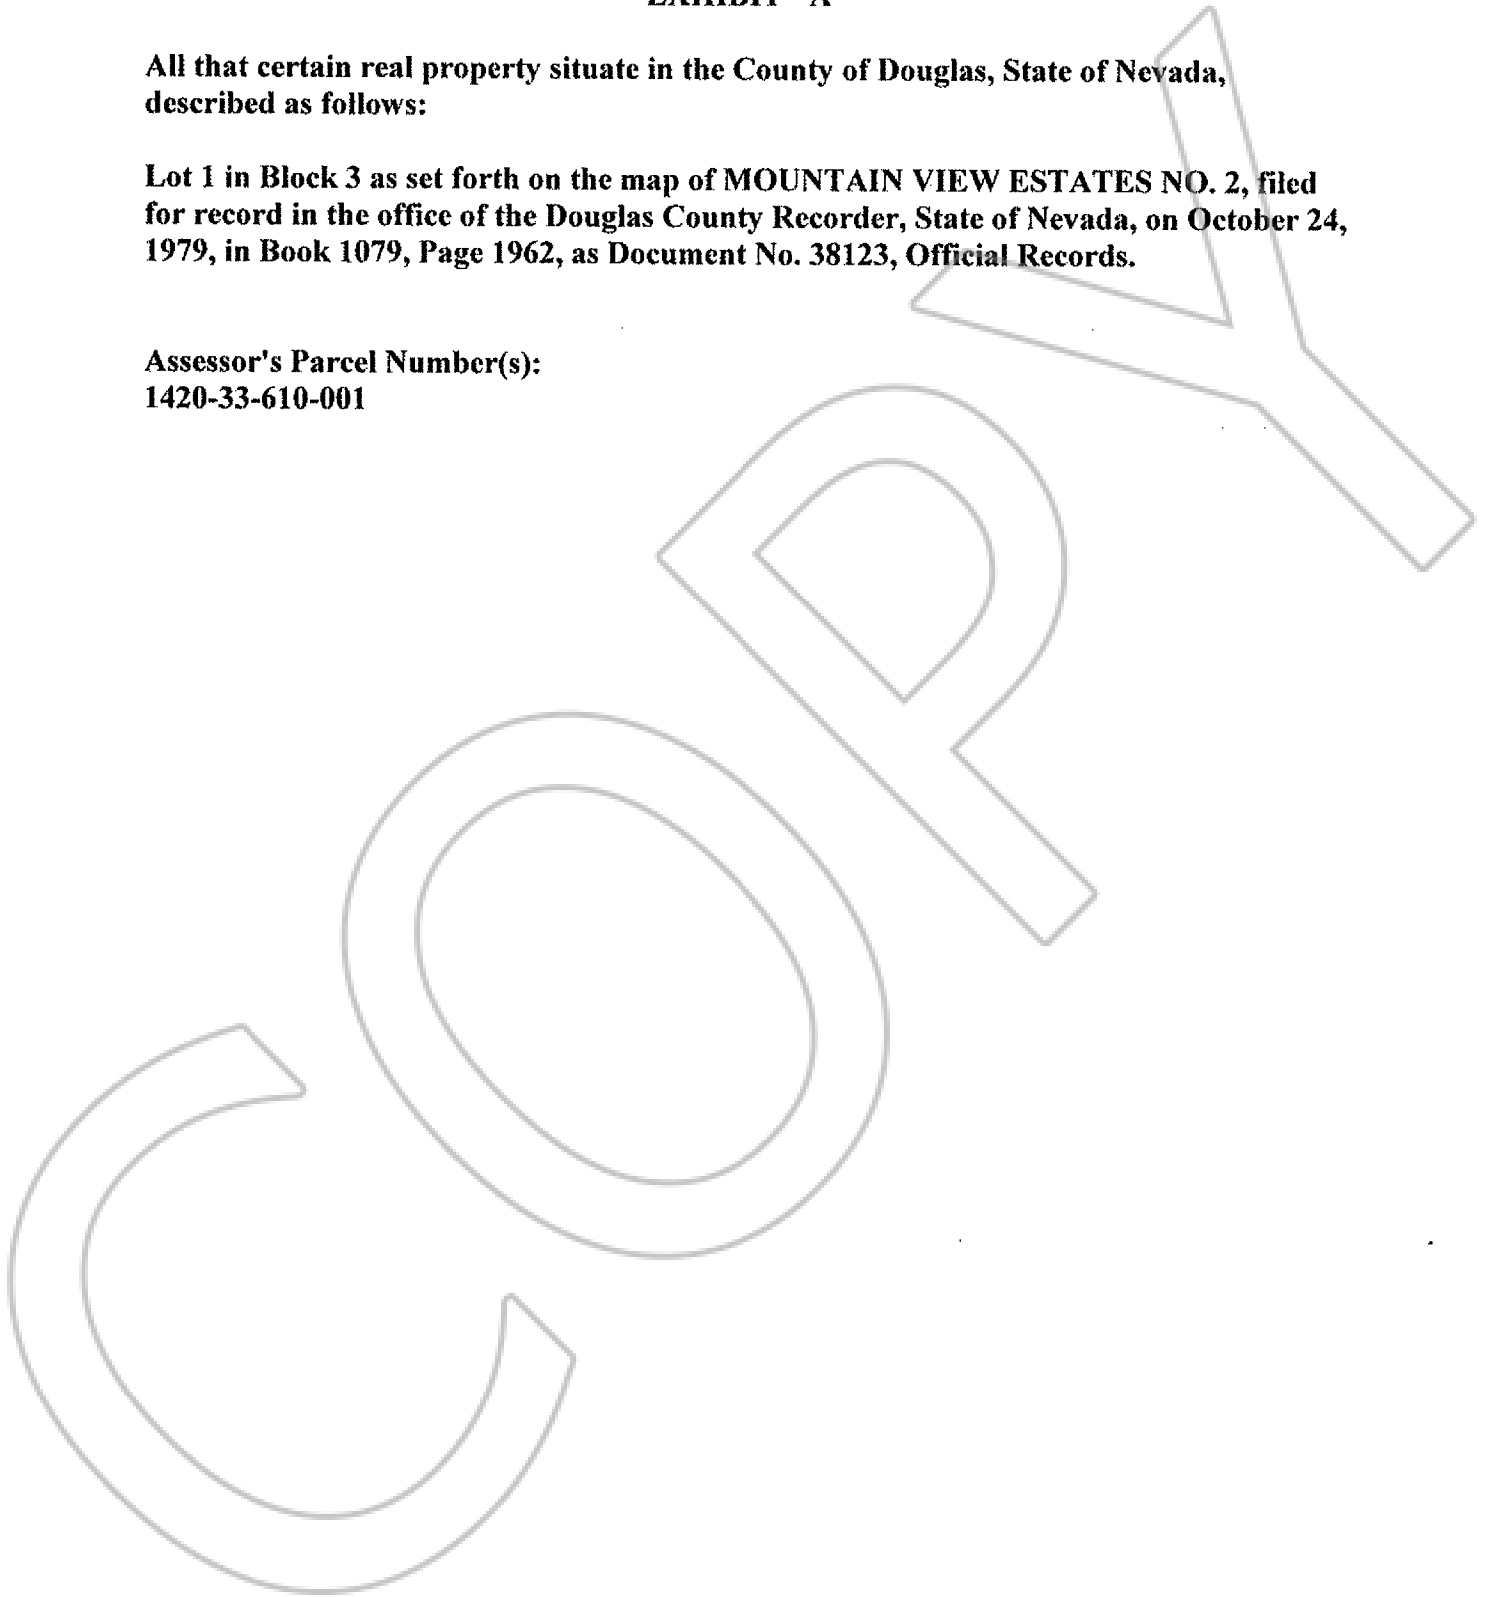 EXHIBIT "A"
All that certain real property situate in the County of Douglas, State of Nevada,
described as follows:
Lot 1 in Block 3 as set forth on the map of MOUNTAIN VIEW ESTATES NO. 2, filed
for record in the office of the Douglas County Recorder, State of Nevada, on October 24,
1979, in Book 1079, Page 1962, as Document No. 38123, Official Records.
Assessor's Parcel Number(s):
1420-33-610-001
COPY